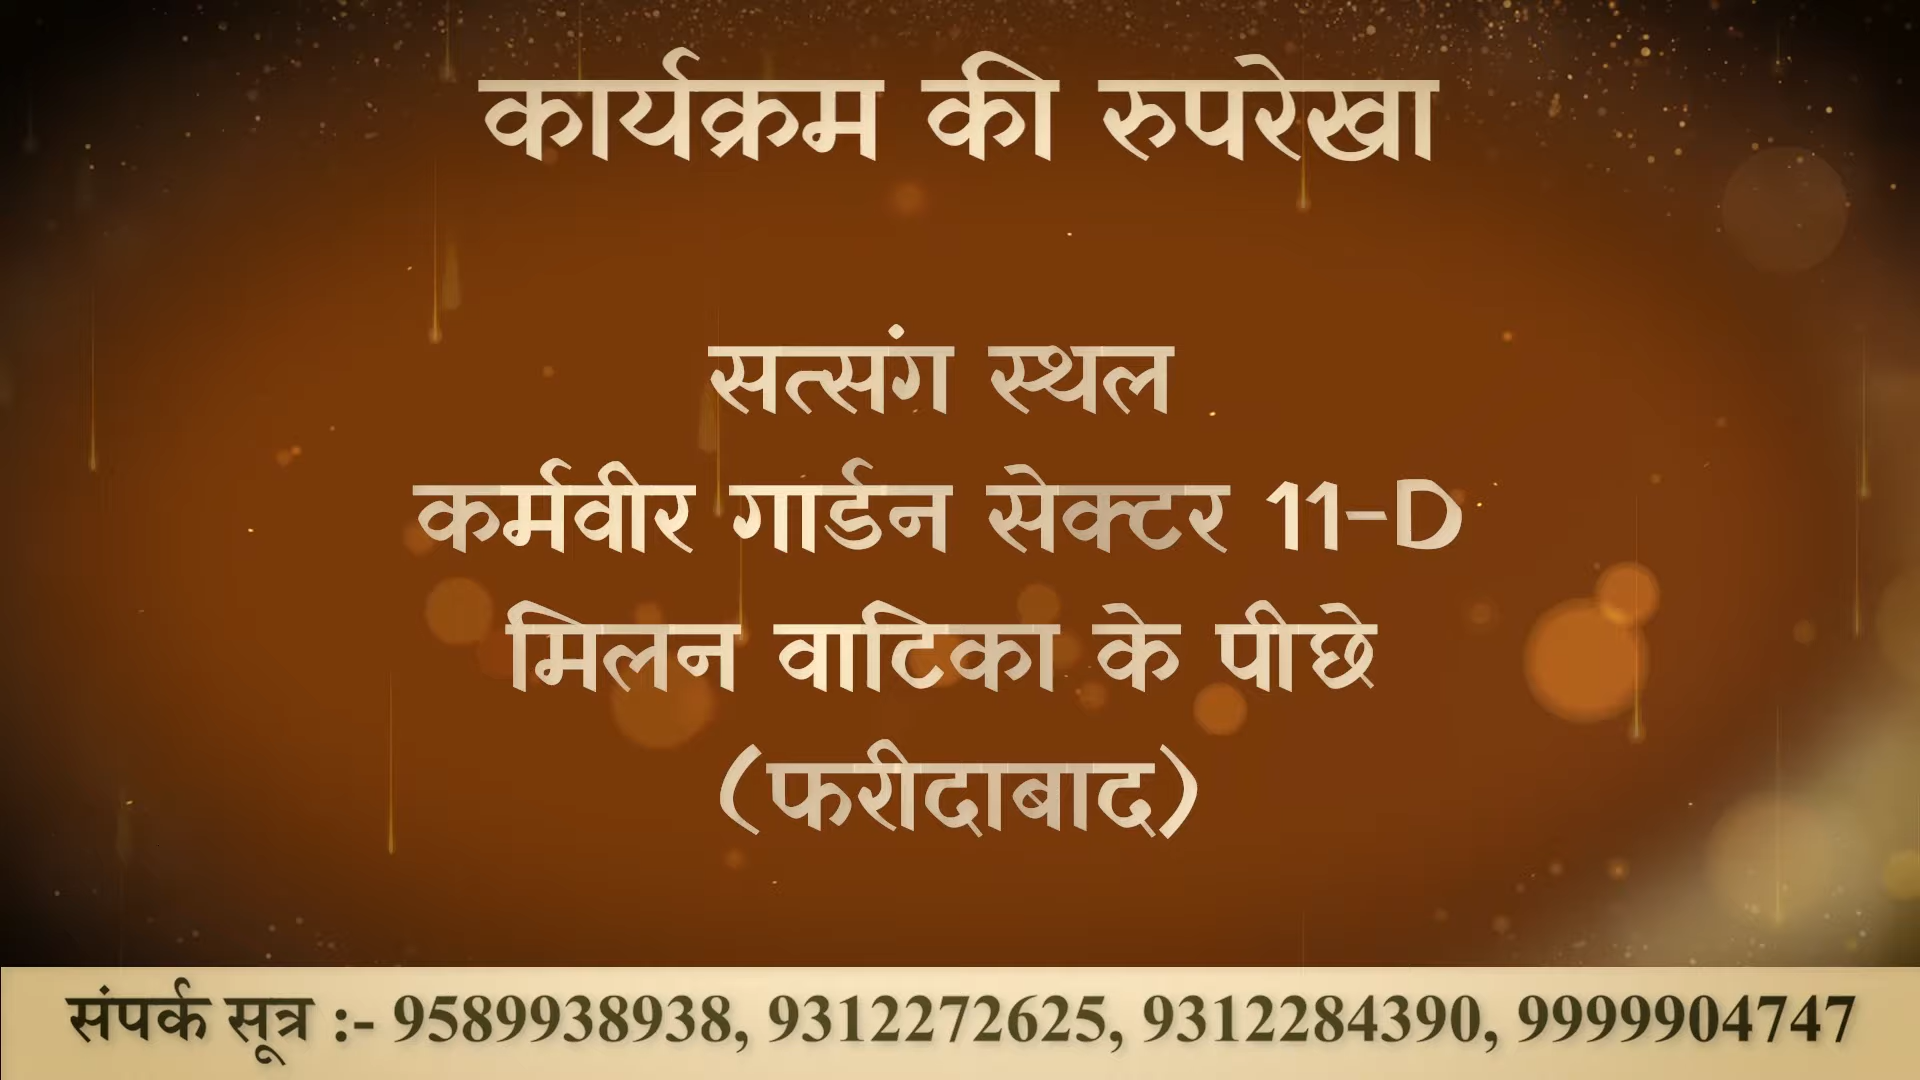 कार्यक्रम की रुपरेखा
सत्संग स्थल
कर्मवीर गार्डन सेक्टर 11-D
मिलन वाटिका के पीछे
(फरीदाबाद)
संपर्क सूत्र :- 9589938938, 9312272625, 9312284390, 9999904747